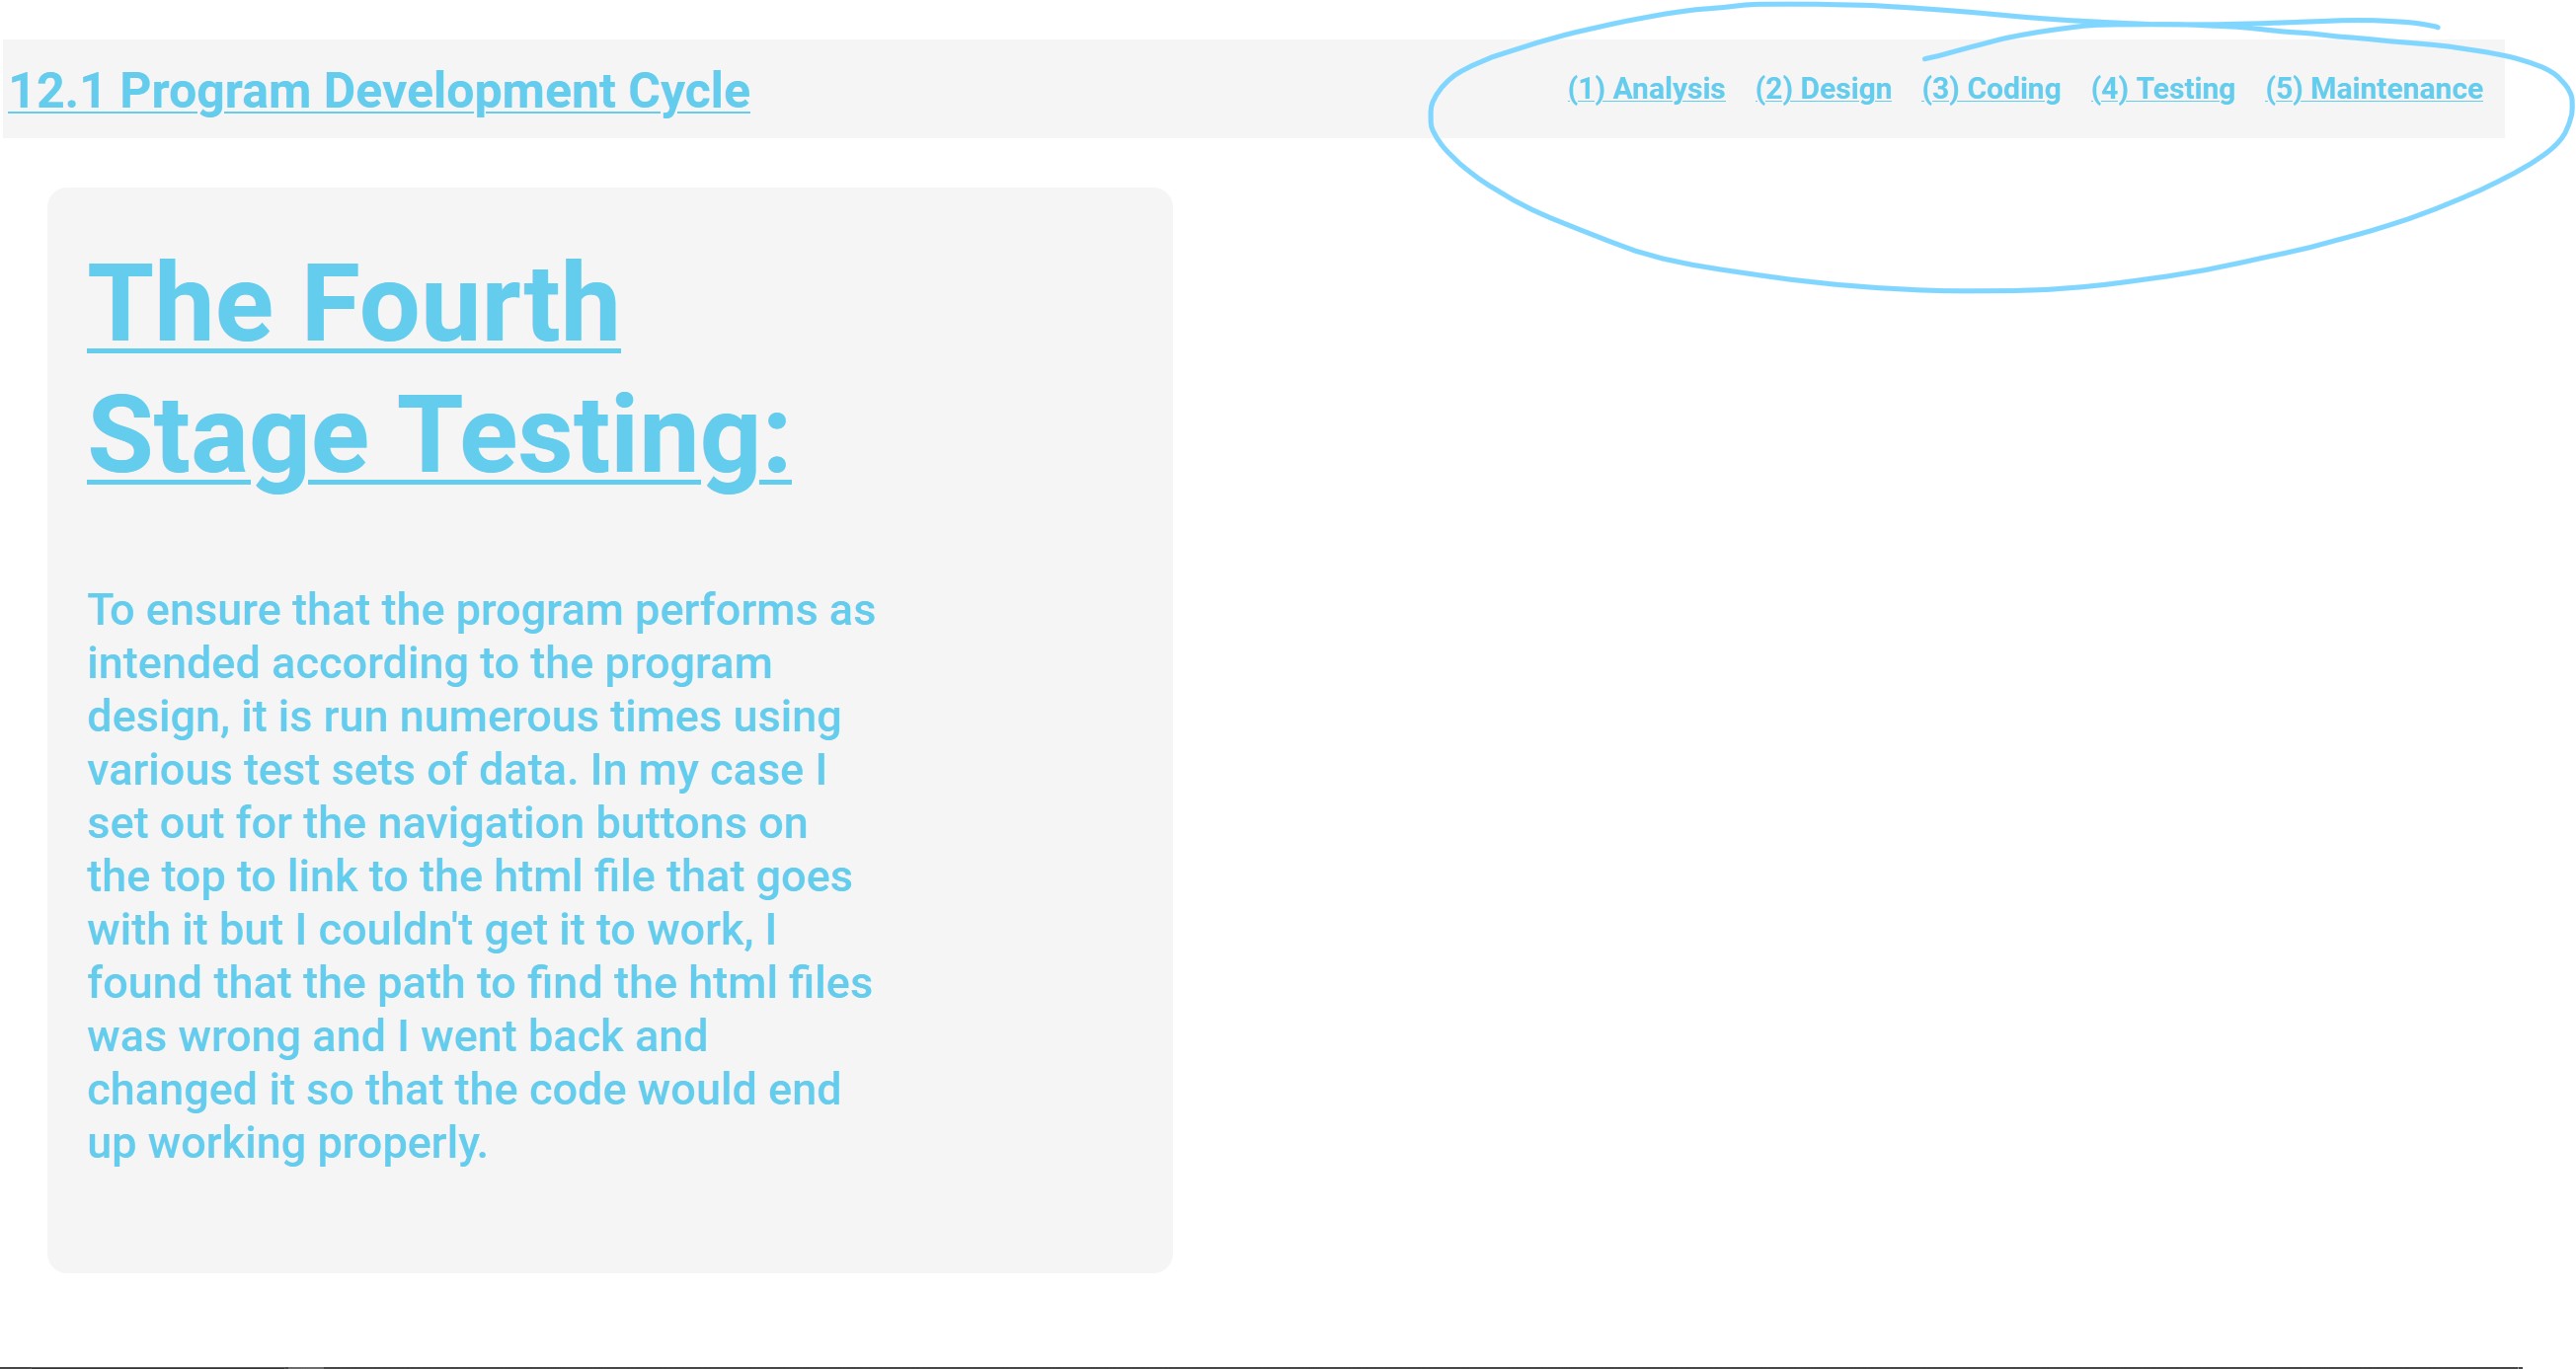 12.1 Program Development Cycle
(1) Analysis (2) Design (3) Coding (4) Testing (5) Maintenance
The Fourth
Stage Testing:
To ensure that the program performs as
intended according to the program
design, it is run numerous times using
various test sets of data. In my case I
set out for the navigation buttons on
the top to link to the html file that goes
with it but I couldn't get it to work, I
found that the path to find the html files
was wrong and I went back and
changed it so that the code would end
up working properly.